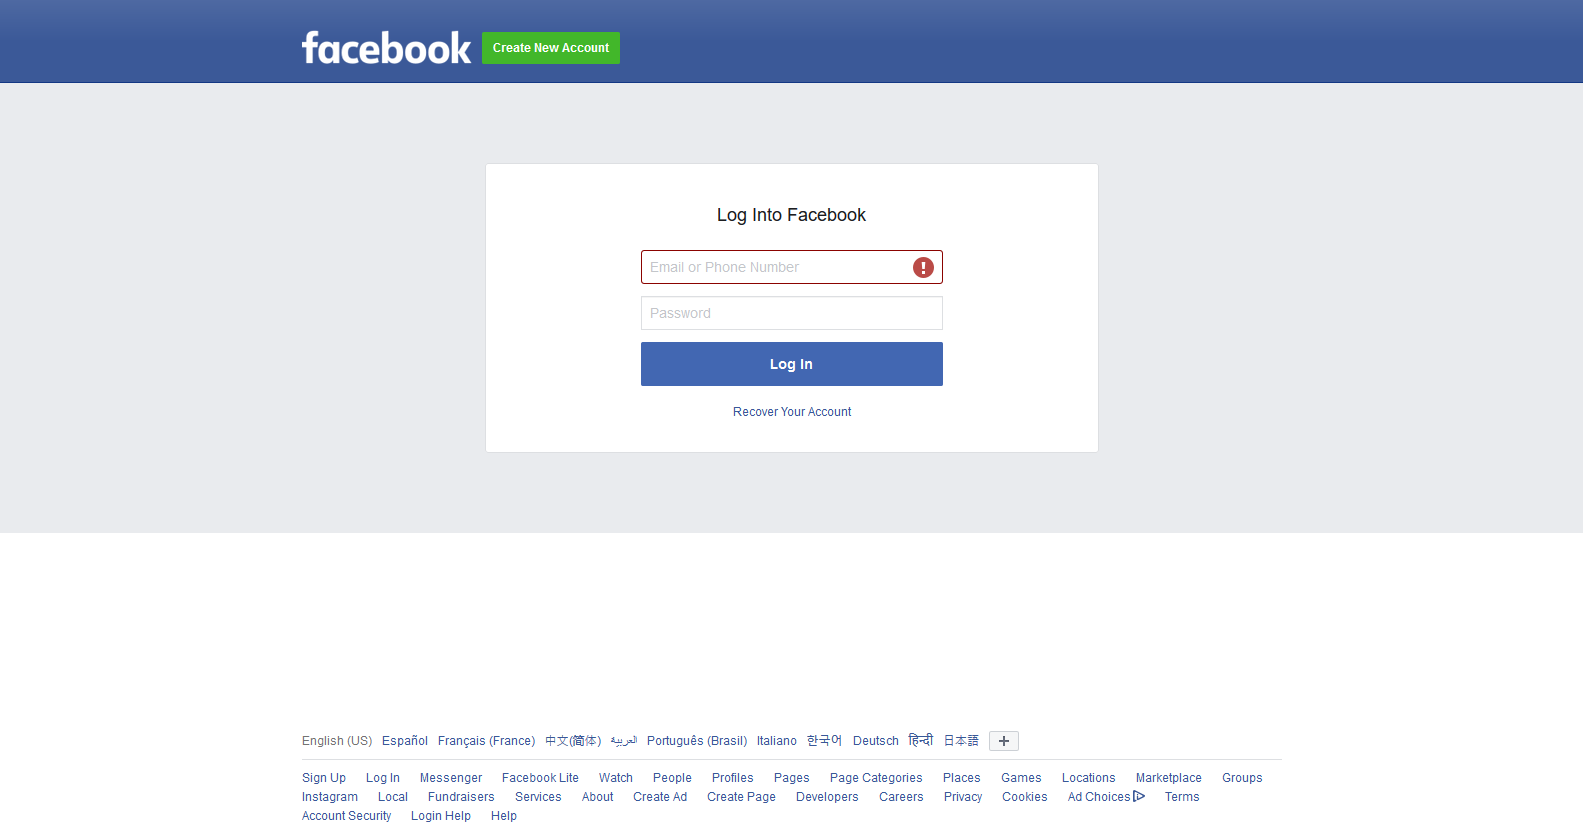 facebook Create New Account
Log Into Facebook
Email or Phone Number
Password
Log In
Recover Your Account
English (US) Español Français (France) 中文(简体) العربية Português (Brasil) Italiano 한국어 Deutsch हिन्दी 日本語
Sign Up Log In Messenger Facebook Lite Watch People Profiles Pages Page Categories Places Games Locations Marketplace Groups
Instagram Local Fundraisers Services About Create Ad Create Page Developers Careers Privacy Cookies Ad Choices Terms
Account Security Login Help Help